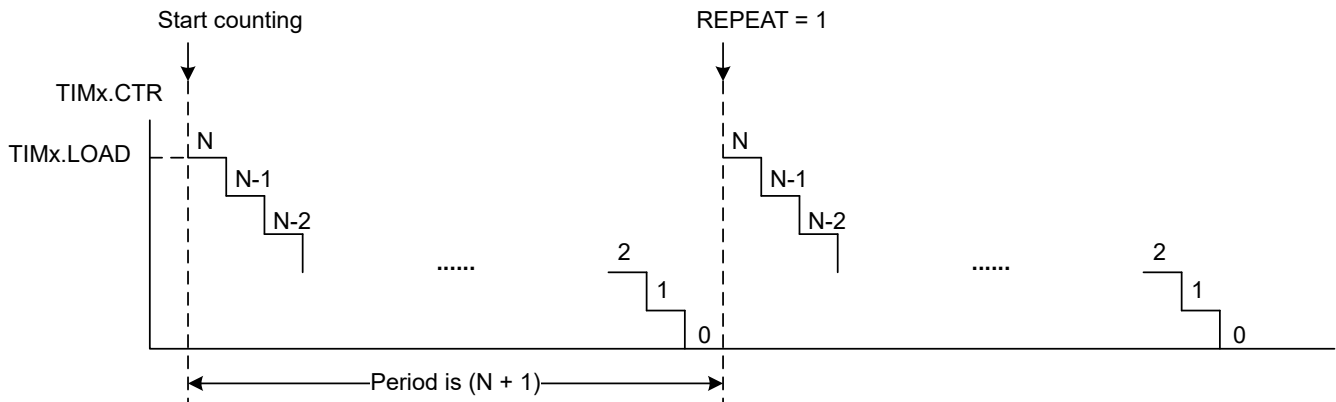 Start counting
REPEAT = 1
TIMx.CTR
TIMx.LOAD
N
N-1
N-2
......
2
1
0
N
N-1
N-2
......
2
1
0
Period is (N + 1)